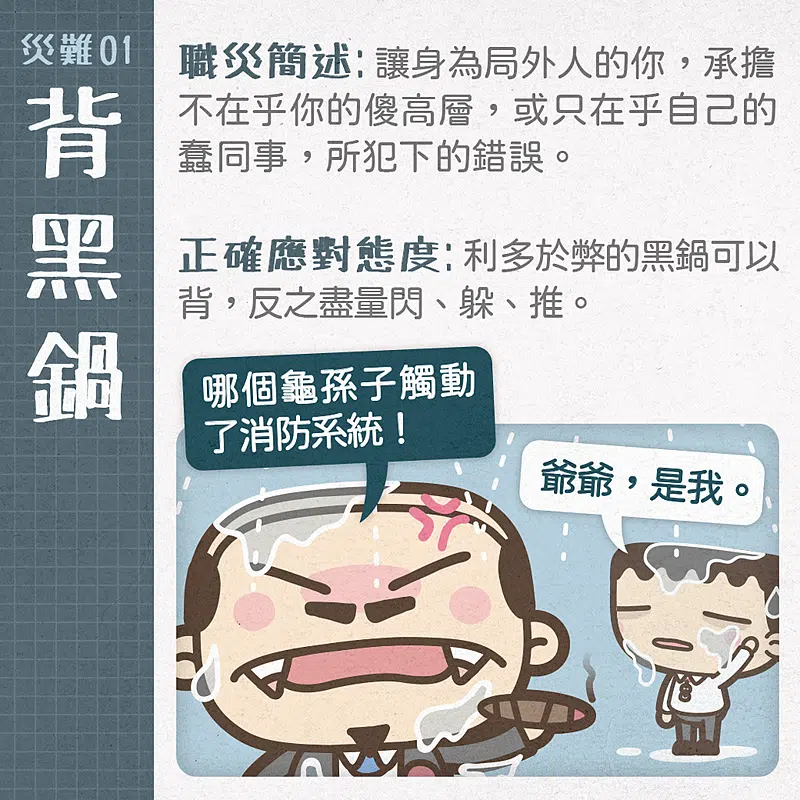 災難01
背黑鍋
職災簡述:讓身為局外人的你,承擔
不在乎你的傻高層,或只在乎自己的
蠢同事,所犯下的錯誤。
正確應對態度:利多於弊的黑鍋可以
背,反之盡量閃、躲、推。
哪個龜孫子觸動
了消防系統!
爺爺,是我。